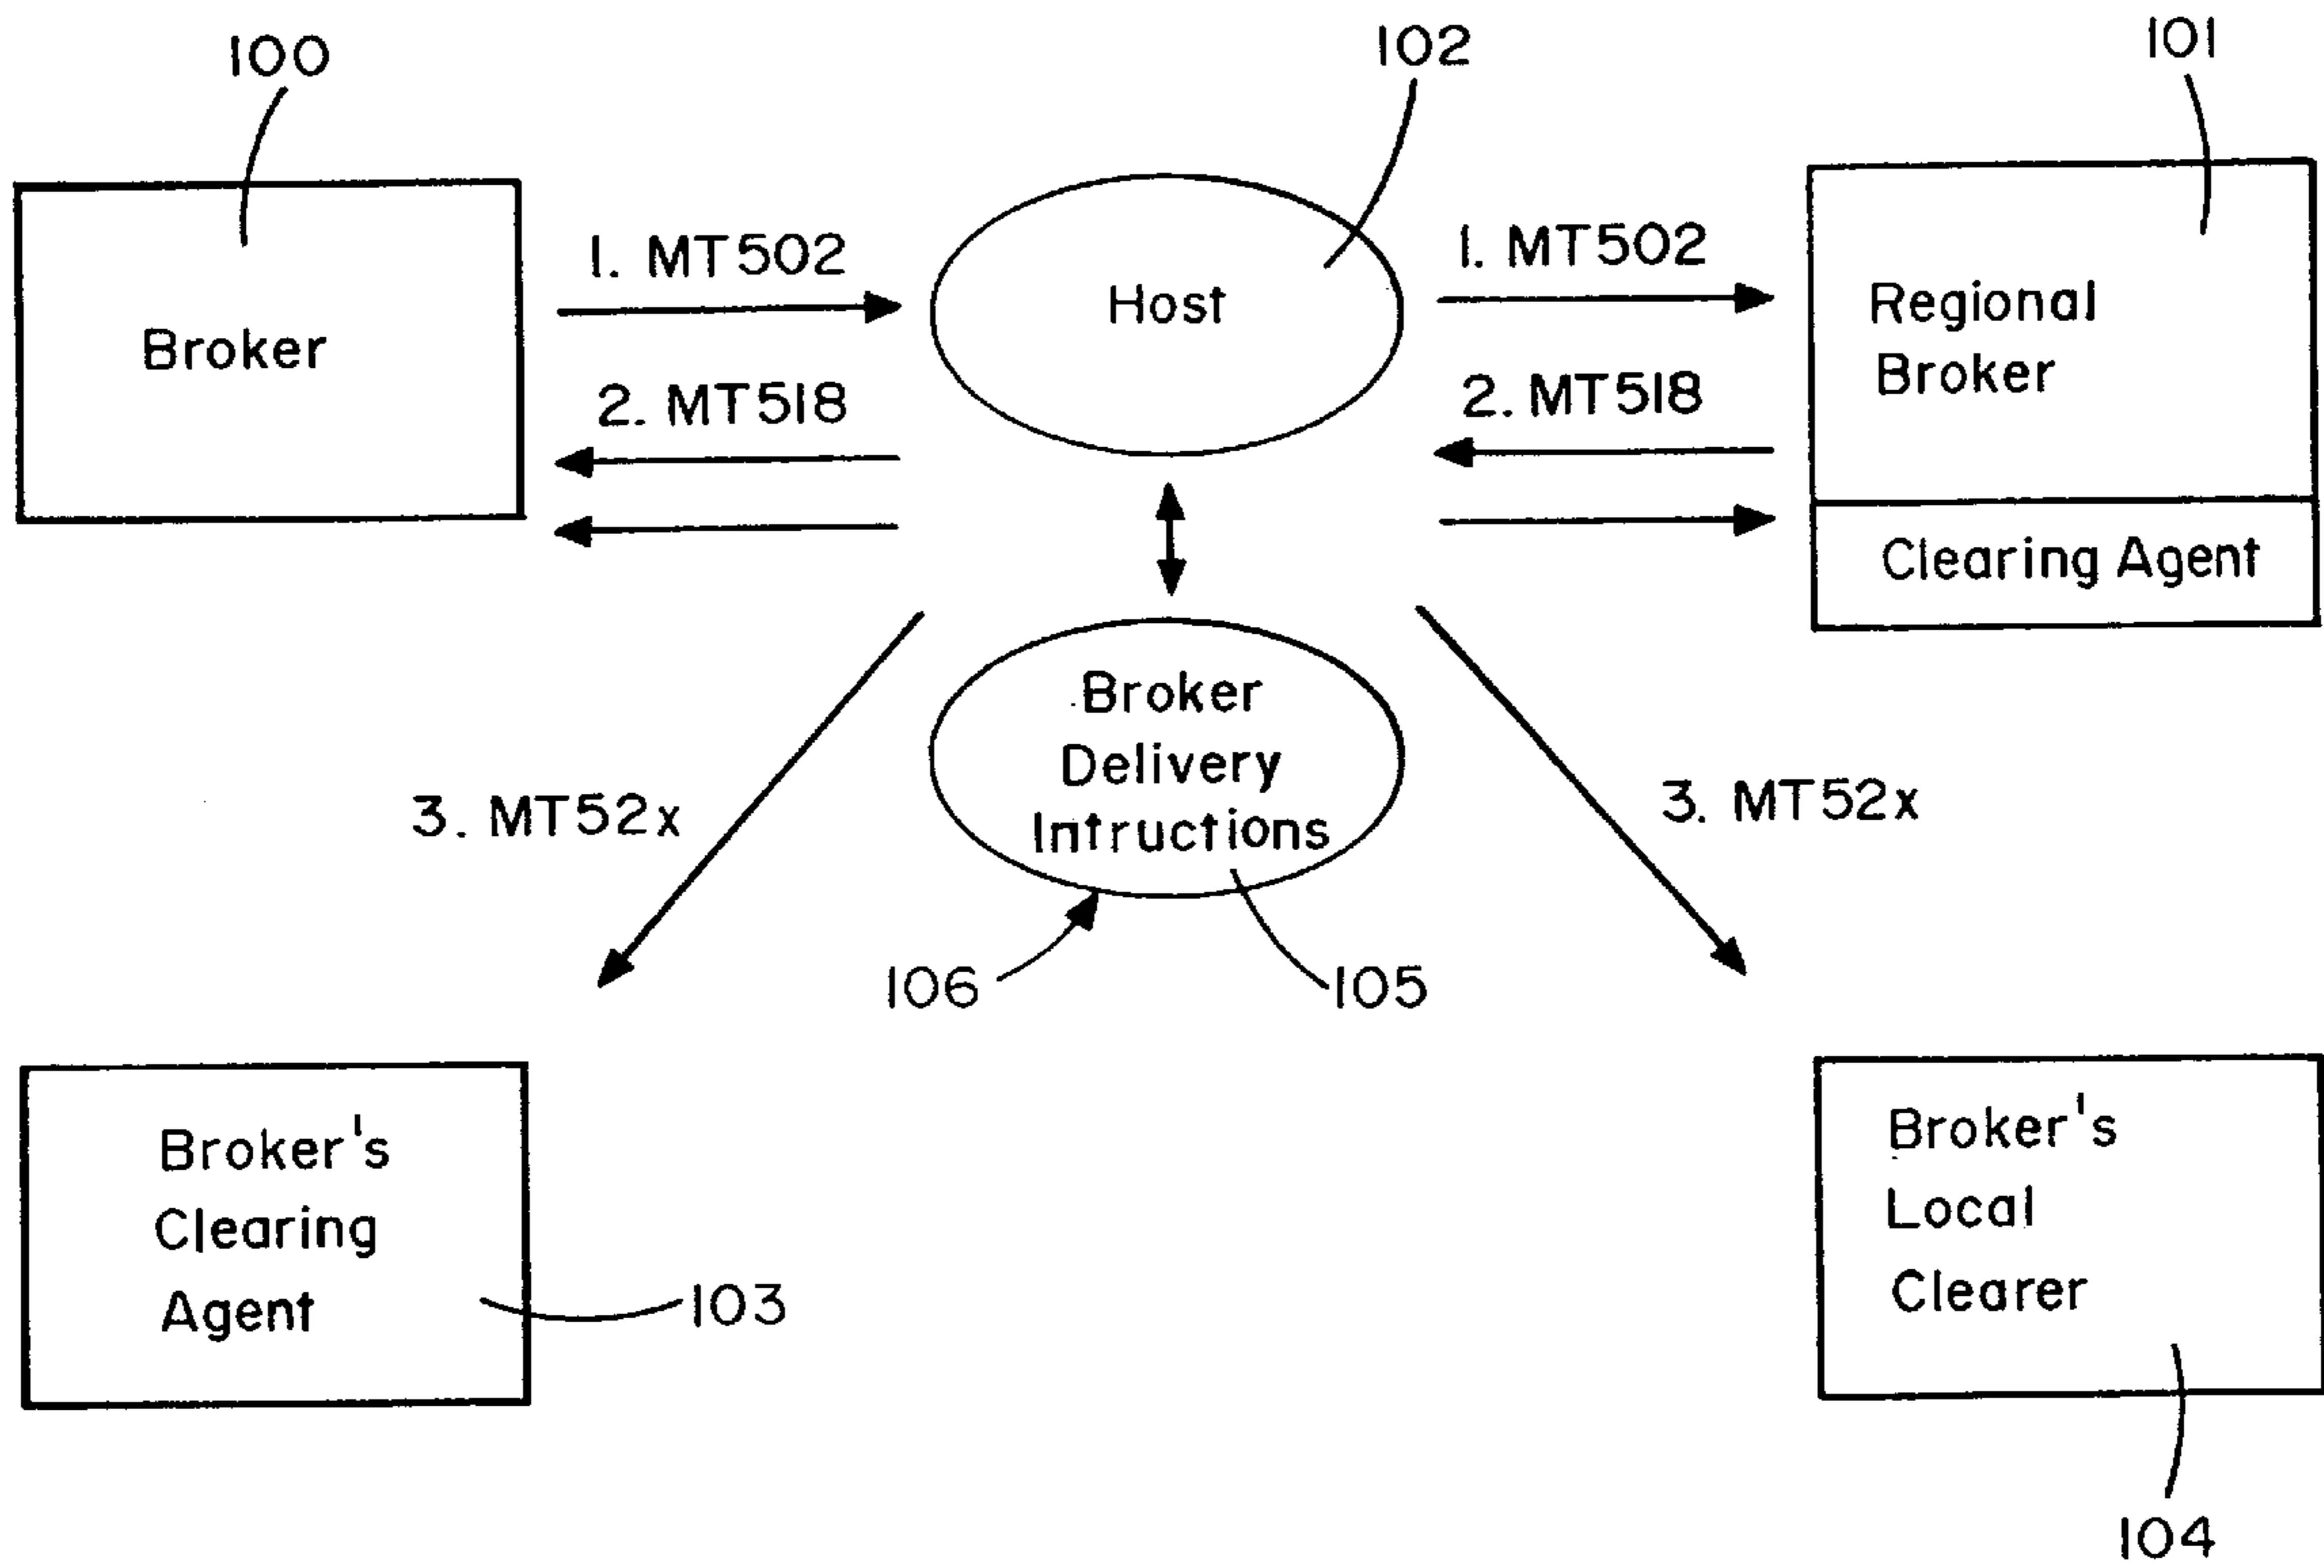 100
102
101
1. MT502
1. MT502
Host
Broker
Regional
Broker
2. MT518
2. MT518
Clearing Agent
Broker
Delivery
Intructions
3. MT52x
3. MT52x
106
105
Broker's
Clearing
Agent
103
Broker's
Local
Clearer
104